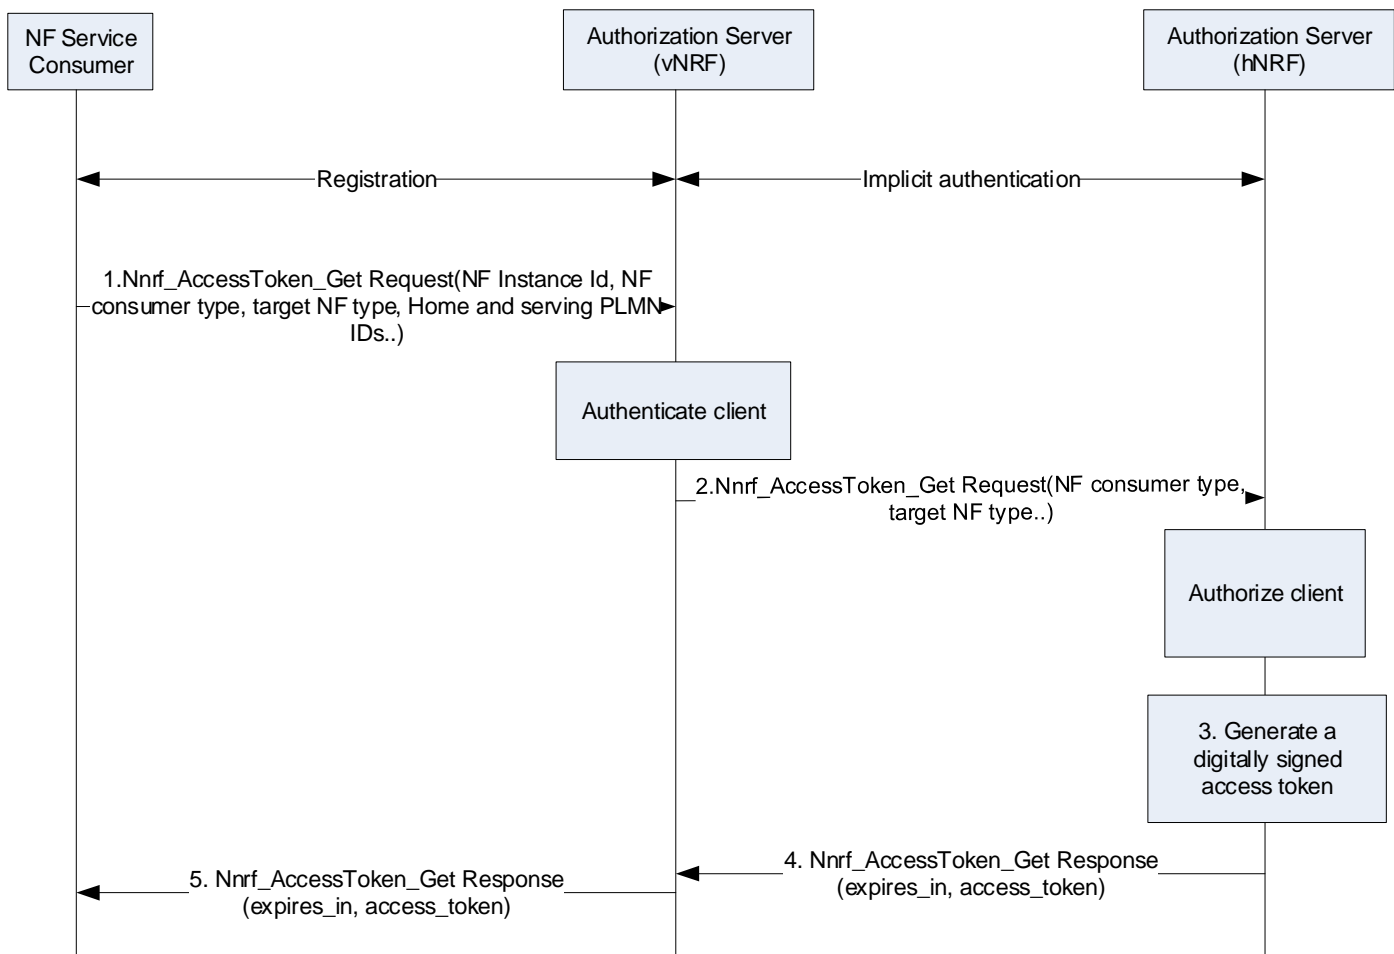 NF Service
Consumer
Authorization Server
(vNRF)
Authorization Server
(hNRF)
Registration
Implicit authentication
1.Nnrf_AccessToken_Get Request(NF Instance Id, NF
consumer type, target NF type, Home and serving PLMN
IDs..)
Authenticate client
2.Nnrf_AccessToken_Get Request(NF consumer type,
target NF type..)
Authorize client
3. Generate a
digitally signed
access token
4. Nnrf_AccessToken_Get Response
(expires_in, access_token)
5. Nnrf_AccessToken_Get Response
(expires_in, access_token)